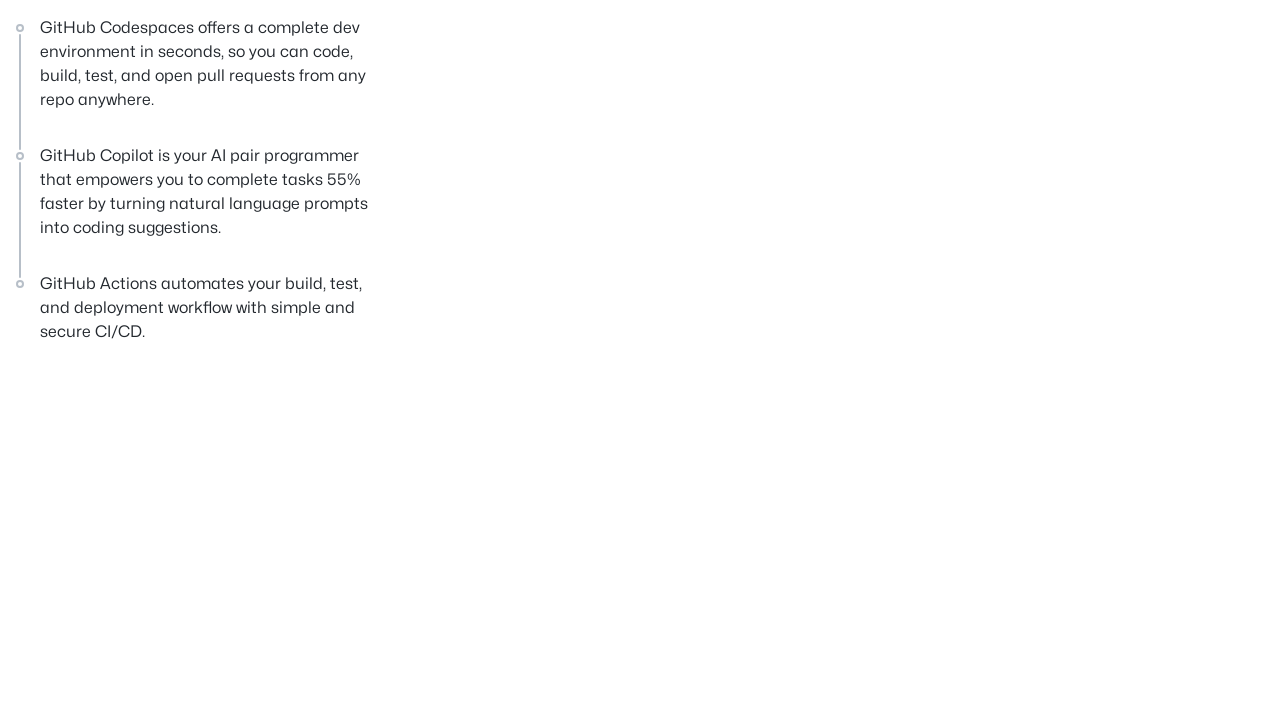 GitHub Codespaces offers a complete dev
environment in seconds, so you can code,
build, test, and open pull requests from any
repo anywhere.
GitHub Copilot is your AI pair programmer
that empowers you to complete tasks 55%
faster by turning natural language prompts
into coding suggestions.
GitHub Actions automates your build, test,
and deployment workflow with simple and
secure CI/CD.